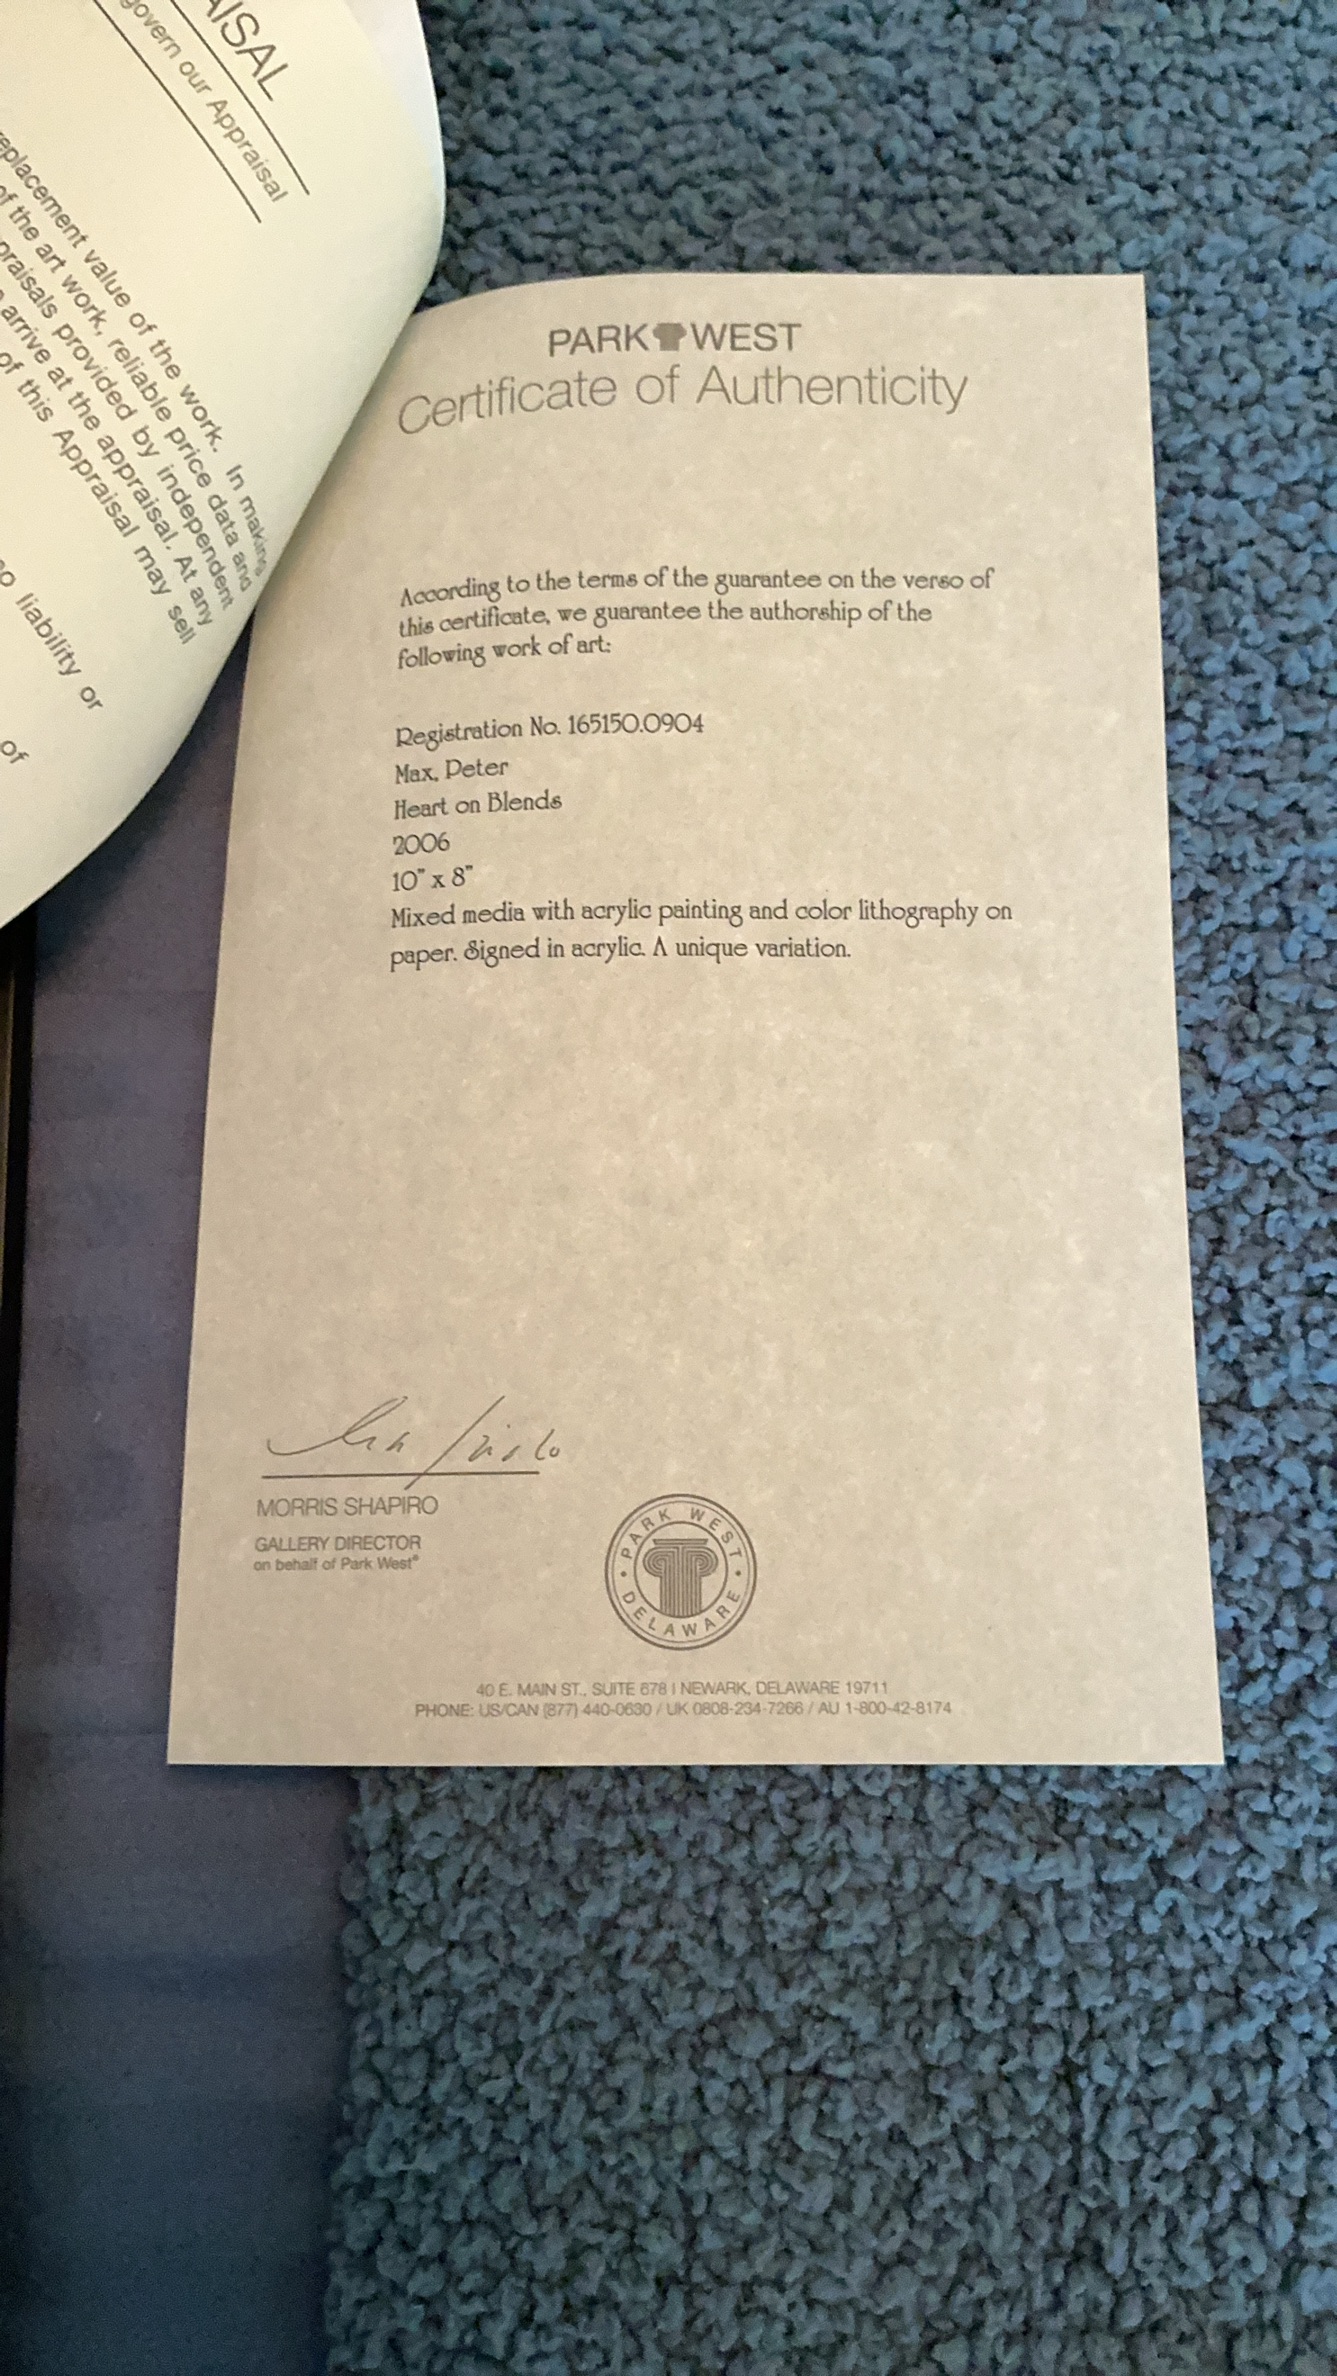 AISAL
govern our Appraisal
replacement value of the work. In making
of the art work, reliable price data and
praisals provided by independent
arrive at the appraisal. At any
of this Appraisal may sell
o liability or
of
PARK WEST
Certificate of Authenticity
According to the terms of the guarantee on the verso of
this certificate, we guarantee the authorship of the
following work of art:
Registration No. 165150.0904
Max, Peter
Heart on Blends
2006
10" x 8"
Mixed media with acrylic painting and color lithography on
paper. Signed in acrylic. A unique variation.
MORRIS SHAPIRO
GALLERY DIRECTOR
on behalf of Park West®
PARK WEST
DELAWARE
40 E. MAIN ST., SUITE 678 | NEWARK, DELAWARE 19711
PHONE: US/CAN (877) 440-0630 / UK 0808-234-7266 / AU 1-800-42-8174